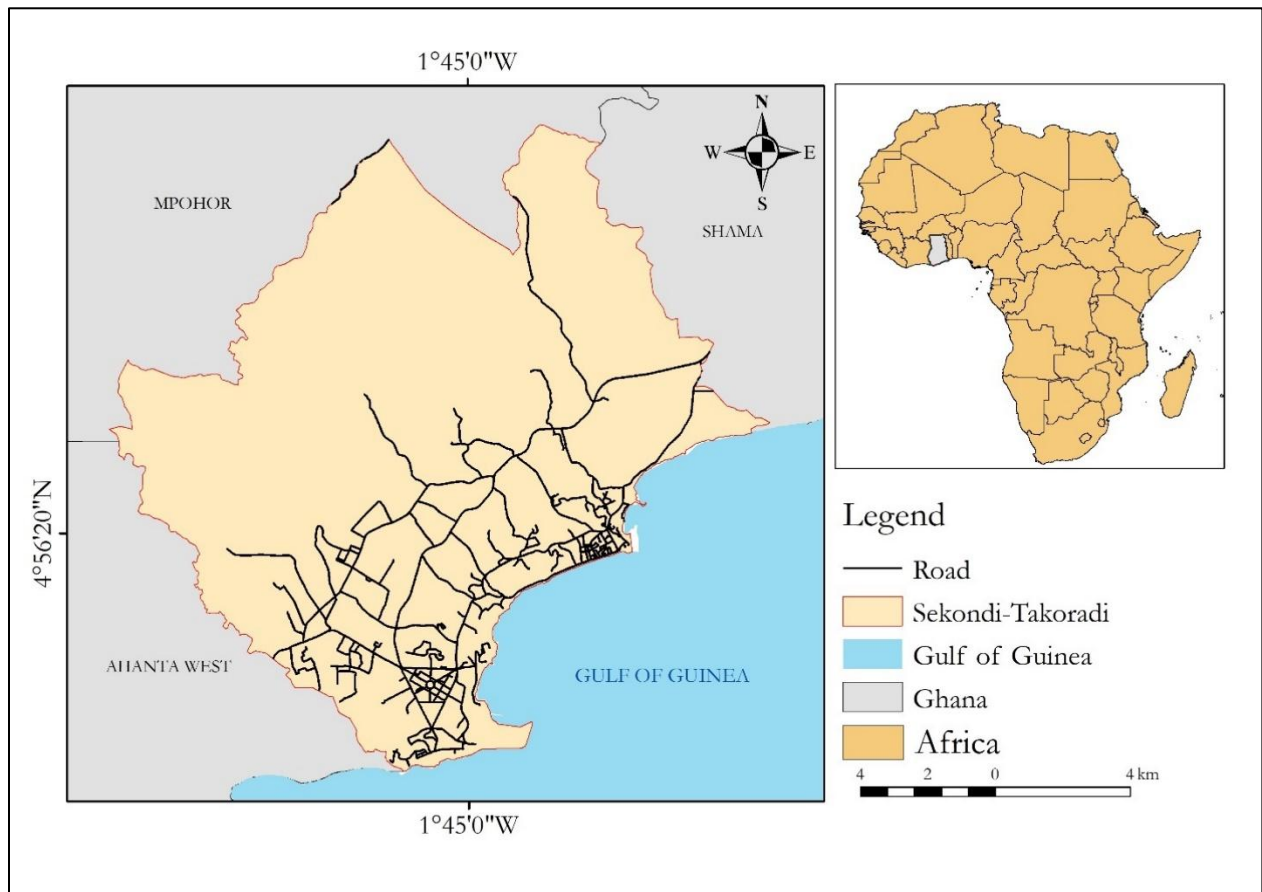 1°45'0"W
N
W E
S
MPOHOR
SHAMA
4°56'20"N
AHANTA WEST
GULF OF GUINEA
1°45'0"W
Legend
Road
Sekondi-Takoradi
Gulf of Guinea
Ghana
Africa
4 2 0 4 km